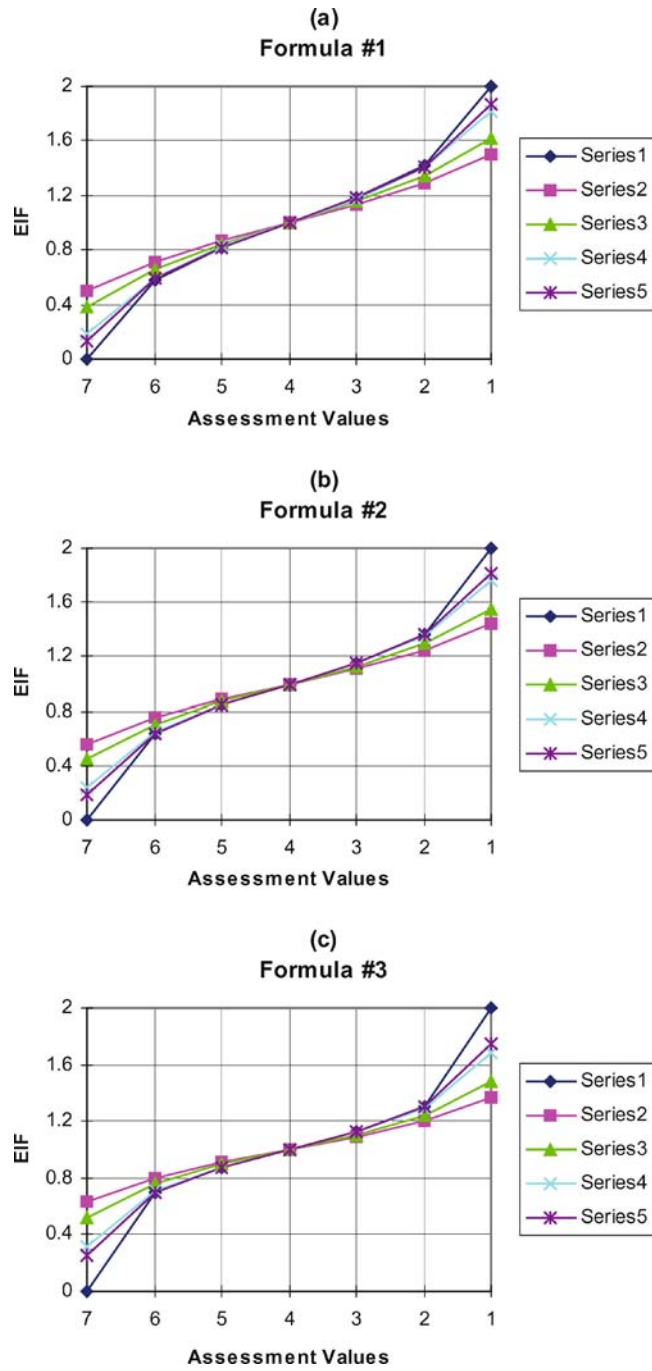 (a)
Formula #1
2
1.6
1.2
0.8
0.4
0
EIF
7 6 5 4 3 2 1
Assessment Values
Series1
Series2
Series3
Series4
Series5
(b)
Formula #2
2
1.6
1.2
0.8
0.4
0
EIF
7 6 5 4 3 2 1
Assessment Values
Series1
Series2
Series3
Series4
Series5
(c)
Formula #3
2
1.6
1.2
0.8
0.4
0
EIF
7 6 5 4 3 2 1
Assessment Values
Series1
Series2
Series3
Series4
Series5